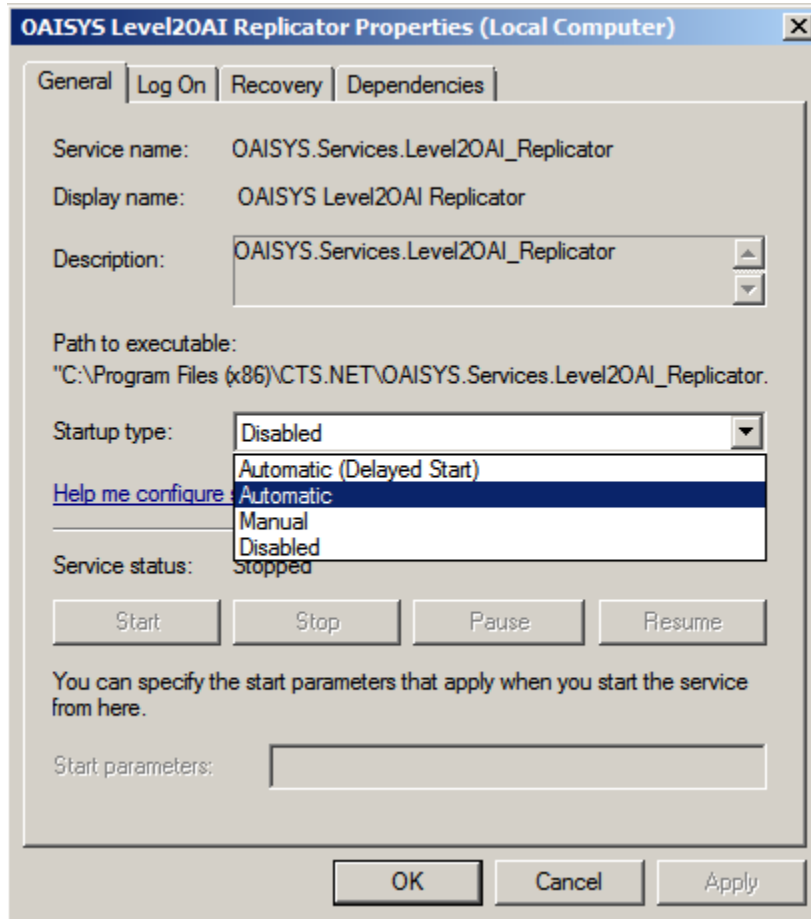 OAISYS Level2OAI Replicator Properties (Local Computer)
General Log On Recovery Dependencies
Service name: OAISYS.Services.Level2OAI_Replicator
Display name: OAISYS Level2OAI Replicator
Description: OAISYS.Services.Level2OAI_Replicator
Path to executable:
"C:\Program Files (x86)\CTS.NET\OAISYS.Services.Level2OAI_Replicator.
Startup type: Disabled
Automatic (Delayed Start)
Help me configure Automatic
Manual
Disabled
Service status: Stopped
Start Stop Pause Resume
You can specify the start parameters that apply when you start the service
from here.
Start parameters:
OK Cancel Apply